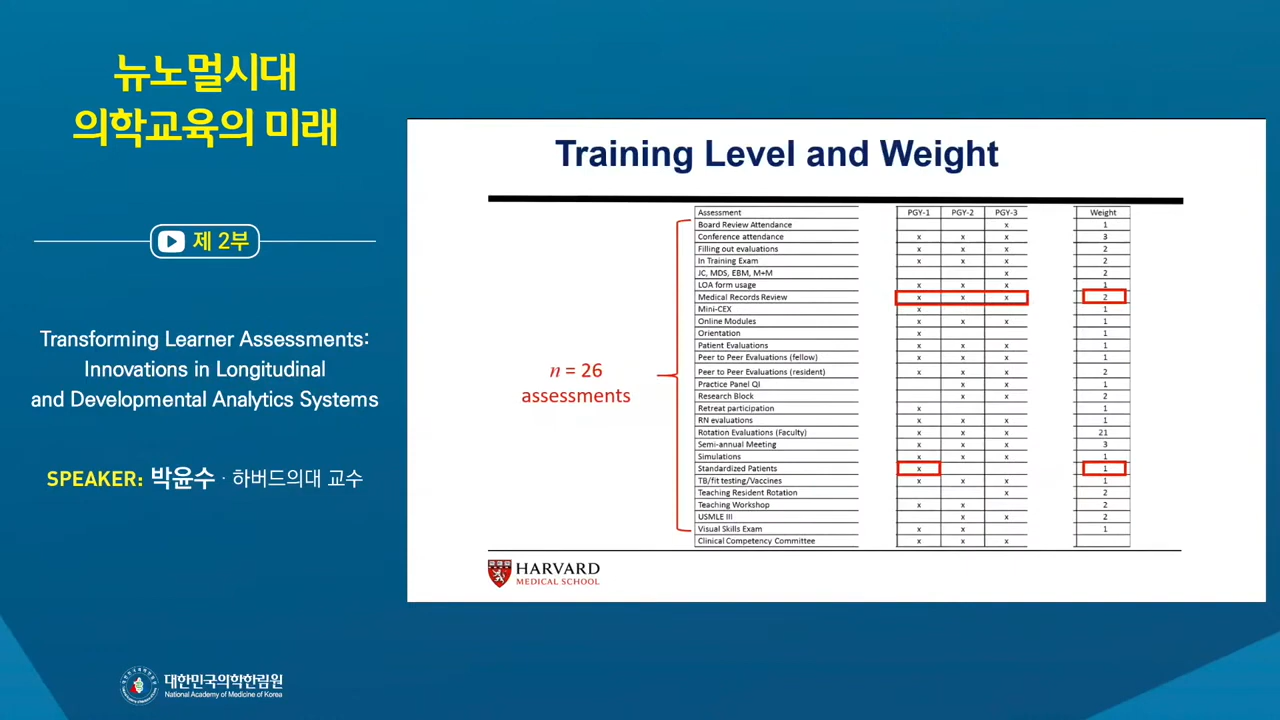 뉴노멀시대
의학교육의 미래
제 2부
Transforming Learner Assessments:
Innovations in Longitudinal
and Developmental Analytics Systems
SPEAKER: 박윤수 · 하버드의대 교수
대한민국의학한림원
National Academy of Medicine of Korea
Training Level and Weight
n = 26
assessments
Assessment PGY-1 PGY-2 PGY-3 Weight
Board Review Attendance x 1
Conference attendance x x x 3
Filling out evaluations x x x 2
In Training Exam x x x 2
JC, MDS, EBM, M+M x 2
LOA form usage x x x 1
Medical Records Review x x x 2
Mini-CEX x 1
Online Modules x x x 1
Orientation x 1
Patient Evaluations x x x 1
Peer to Peer Evaluations (fellow) x x x 1
Peer to Peer Evaluations (resident) x x x 2
Practice Panel QI x x 1
Research Block x x 2
Retreat participation x 1
RN evaluations x x x 1
Rotation Evaluations (Faculty) x x x 21
Semi-annual Meeting x x x 3
Simulations x x x 1
Standardized Patients x 1
TB/fit testing/Vaccines x x x 1
Teaching Resident Rotation x 2
Teaching Workshop x x 2
USMLE III x x 2
Visual Skills Exam x x 1
Clinical Competency Committee x x x
HARVARD
MEDICAL SCHOOL